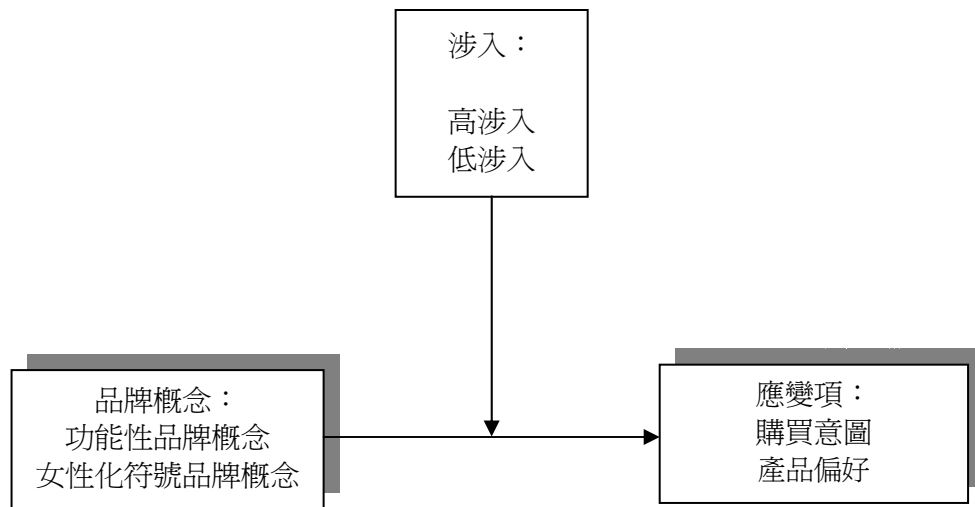 涉入：
高涉入
低涉入
品牌概念：
功能性品牌概念
女性化符號品牌概念
應變項：
購買意圖
產品偏好